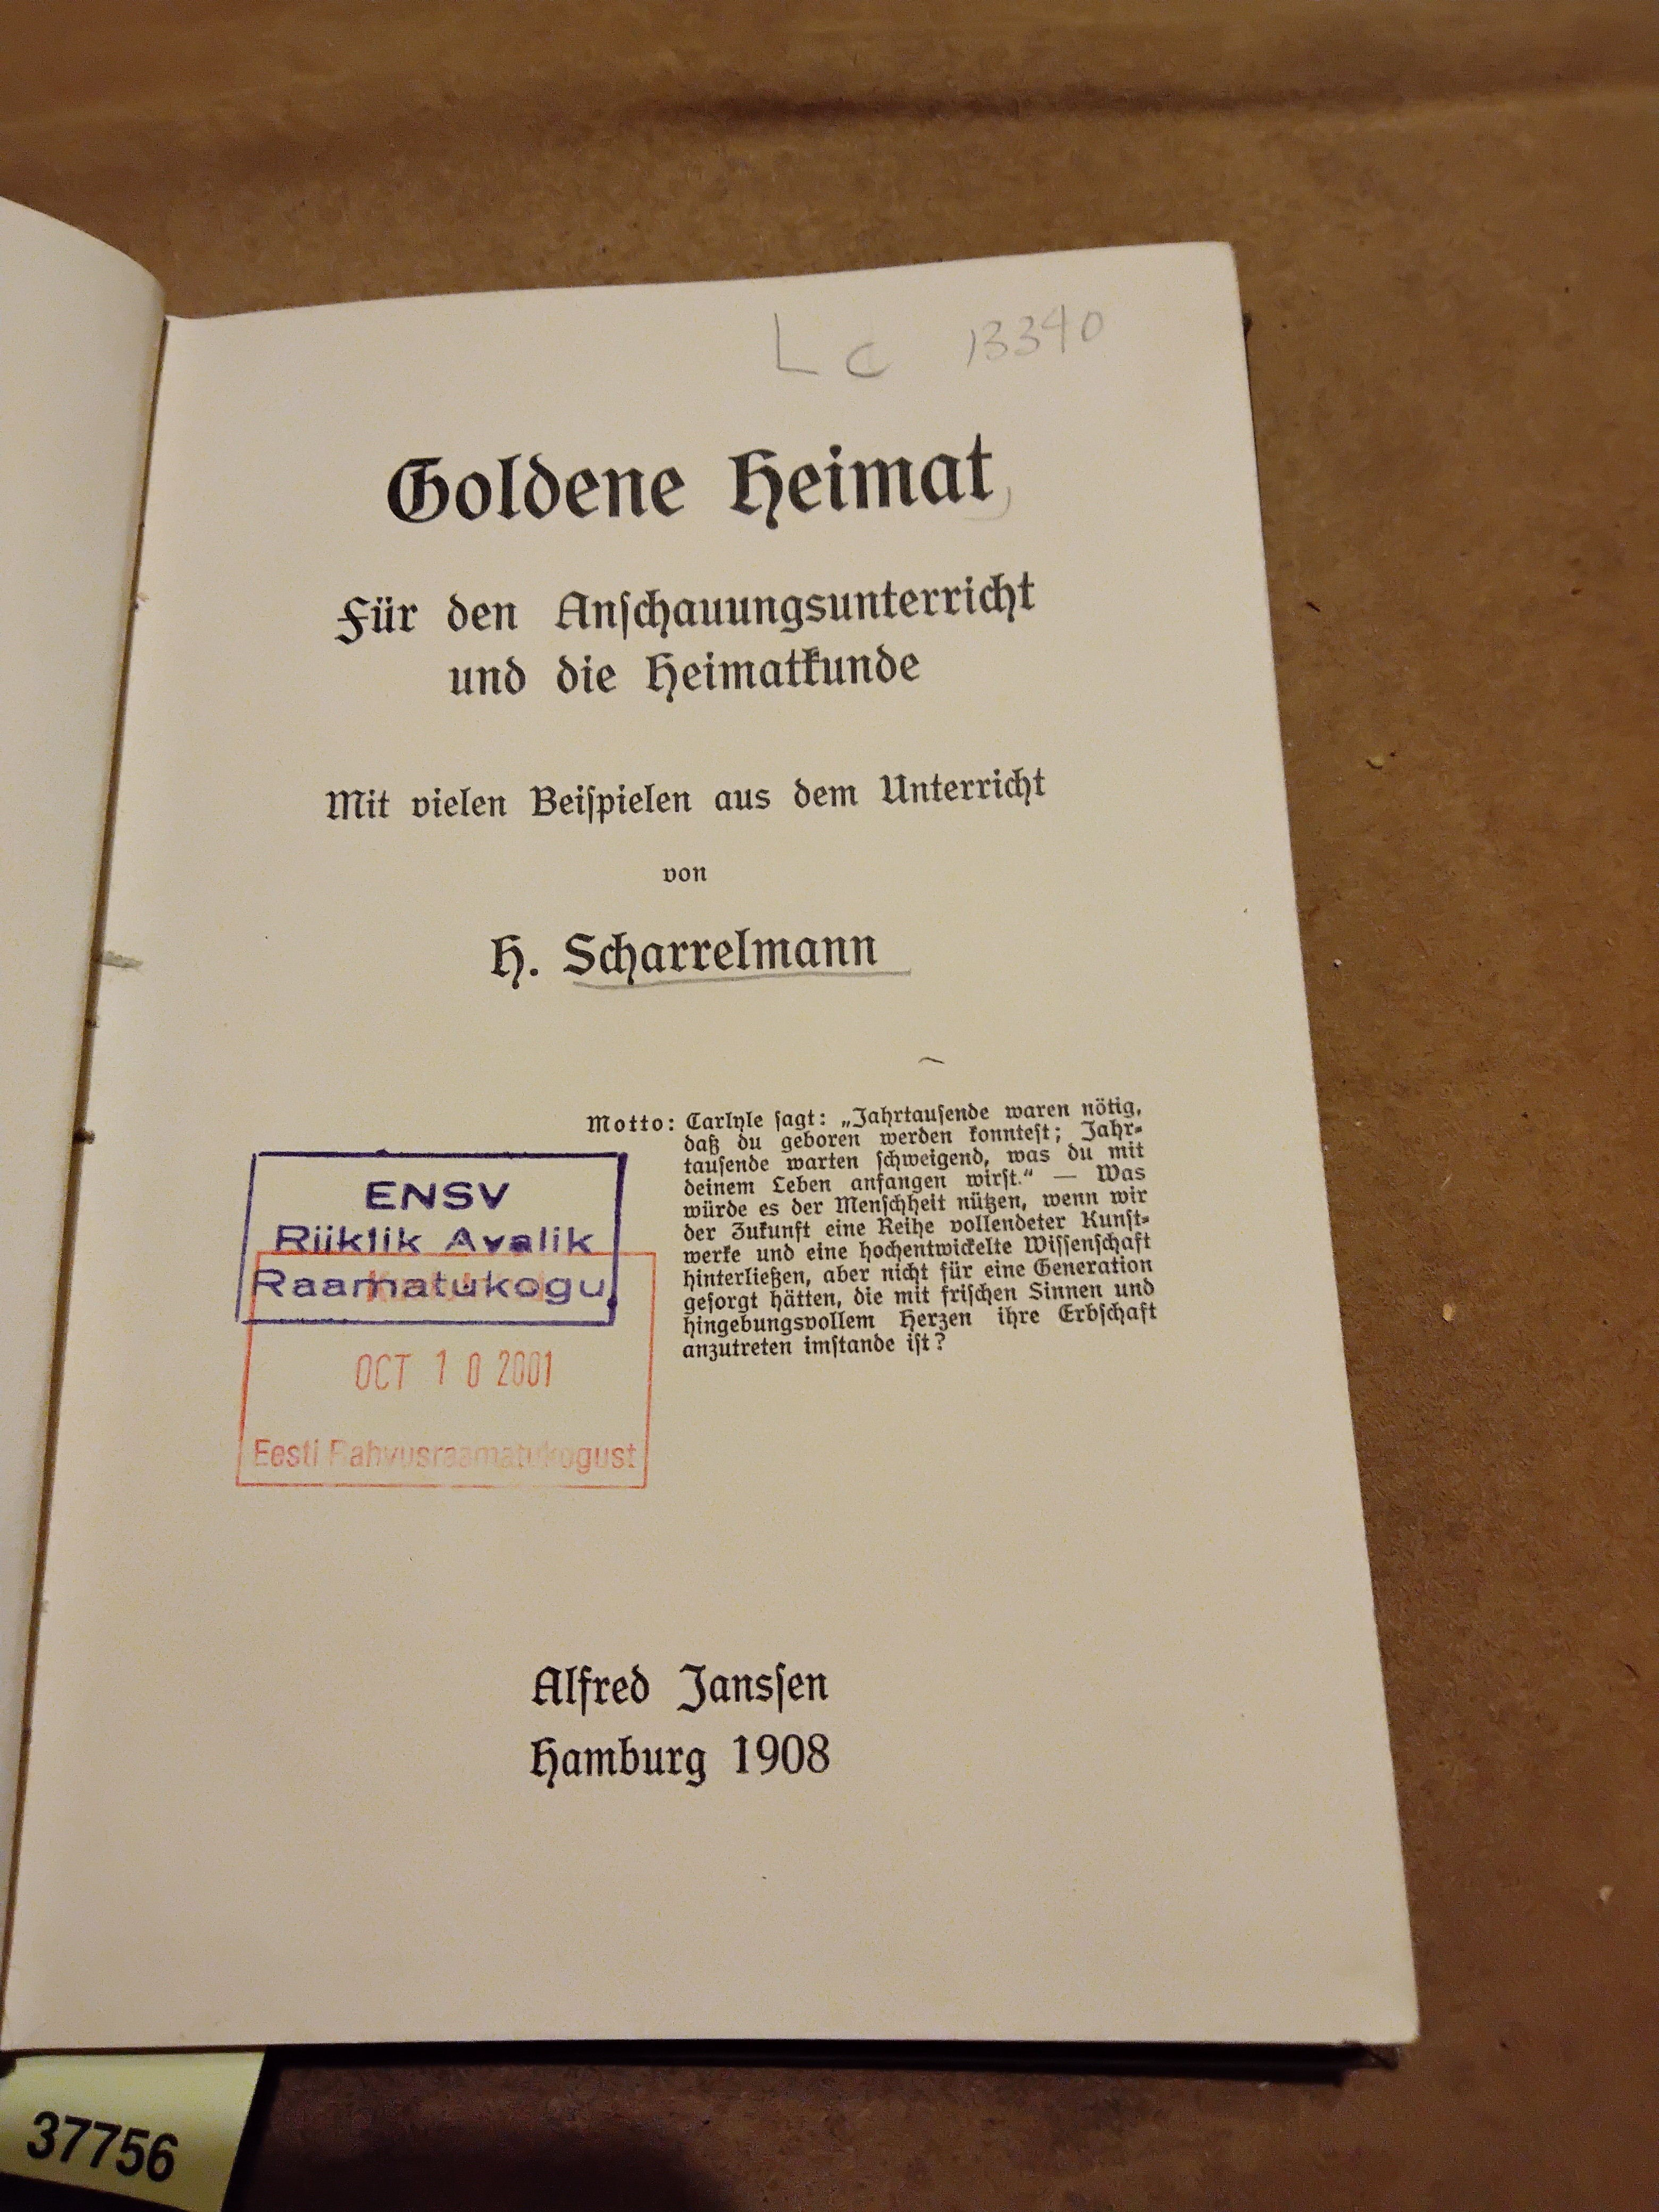 L c 13340
Goldene Heimat
Für den Anſchauungsunterricht
und die Heimatkunde
Mit vielen Beiſpielen aus dem Unterricht
von
H. Scharrelmann
Motto: Carlyle ſagt: „Jahrtauſende waren nötig,
daß du geboren werden konnteſt; Jahr-
tauſende warten ſchweigend, was du mit
deinem Leben anfangen wirſt.“ — Was
würde es der Menſchheit nützen, wenn wir
der Zukunft eine Reihe vollendeter Kunſt-
werke und eine hochentwickelte Wiſſenſchaft
hinterließen, aber nicht für eine Generation
geſorgt hätten, die mit friſchen Sinnen und
hingebungsvollem Herzen ihre Erbſchaft
anzutreten imſtande iſt?
ENSV
Riiklik Avalik
Raamatukogu
OCT 10 2001
Eesti Rahvusraamatukogust
Alfred Jansſen
Hamburg 1908
37756